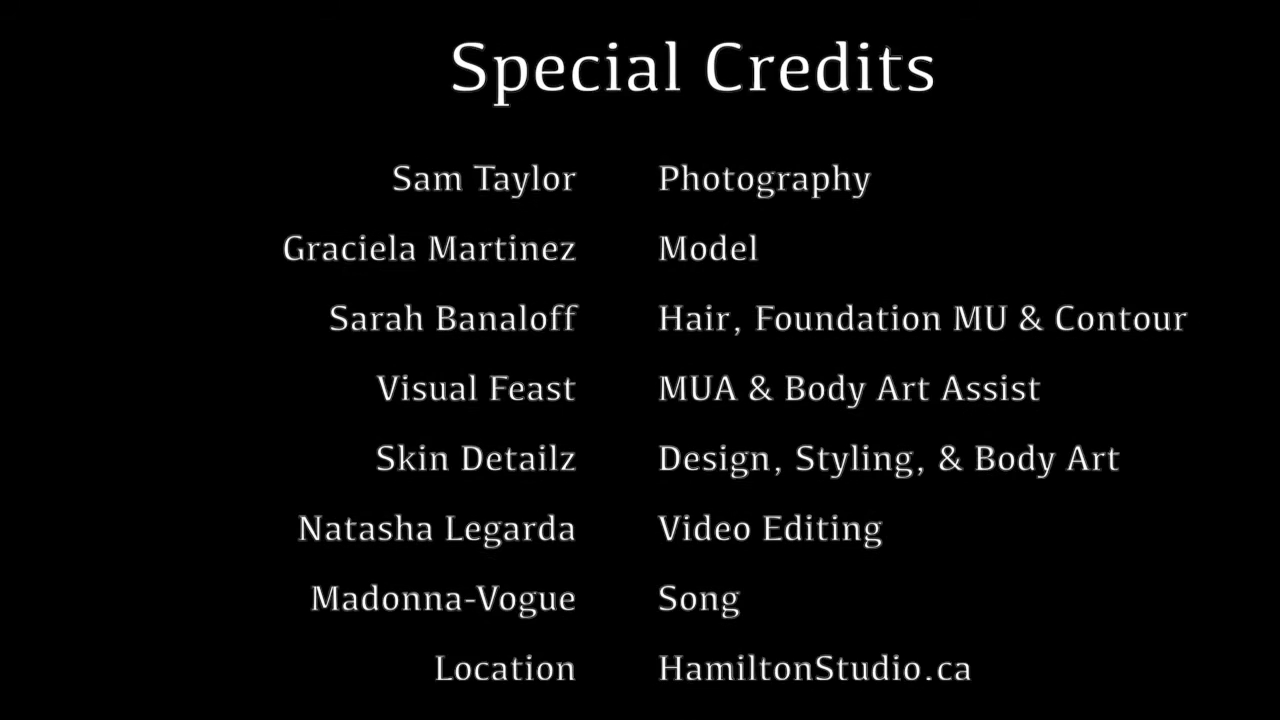 Special Credits
Sam Taylor Photography
Graciela Martinez Model
Sarah Banaloff Hair, Foundation MU & Contour
Visual Feast MUA & Body Art Assist
Skin Detailz Design, Styling, & Body Art
Natasha Legarda Video Editing
Madonna-Vogue Song
Location HamiltonStudio.ca